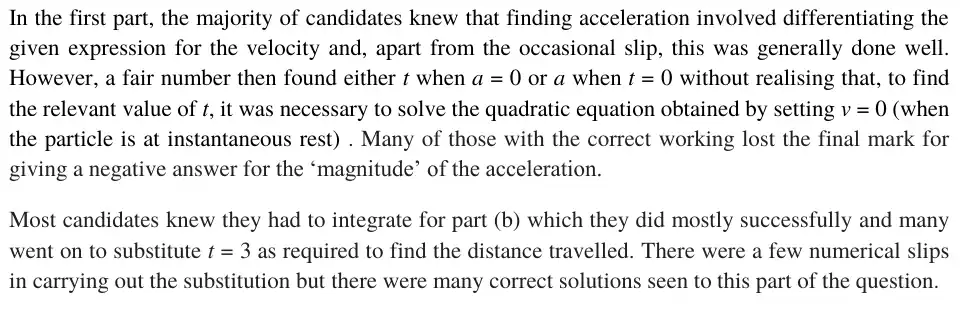 In the first part, the majority of candidates knew that finding acceleration involved differentiating the
given expression for the velocity and, apart from the occasional slip, this was generally done well.
However, a fair number then found either t when a = 0 or a when t = 0 without realising that, to find
the relevant value of t, it was necessary to solve the quadratic equation obtained by setting v = 0 (when
the particle is at instantaneous rest) . Many of those with the correct working lost the final mark for
giving a negative answer for the ‘magnitude’ of the acceleration.
Most candidates knew they had to integrate for part (b) which they did mostly successfully and many
went on to substitute t = 3 as required to find the distance travelled. There were a few numerical slips
in carrying out the substitution but there were many correct solutions seen to this part of the question.